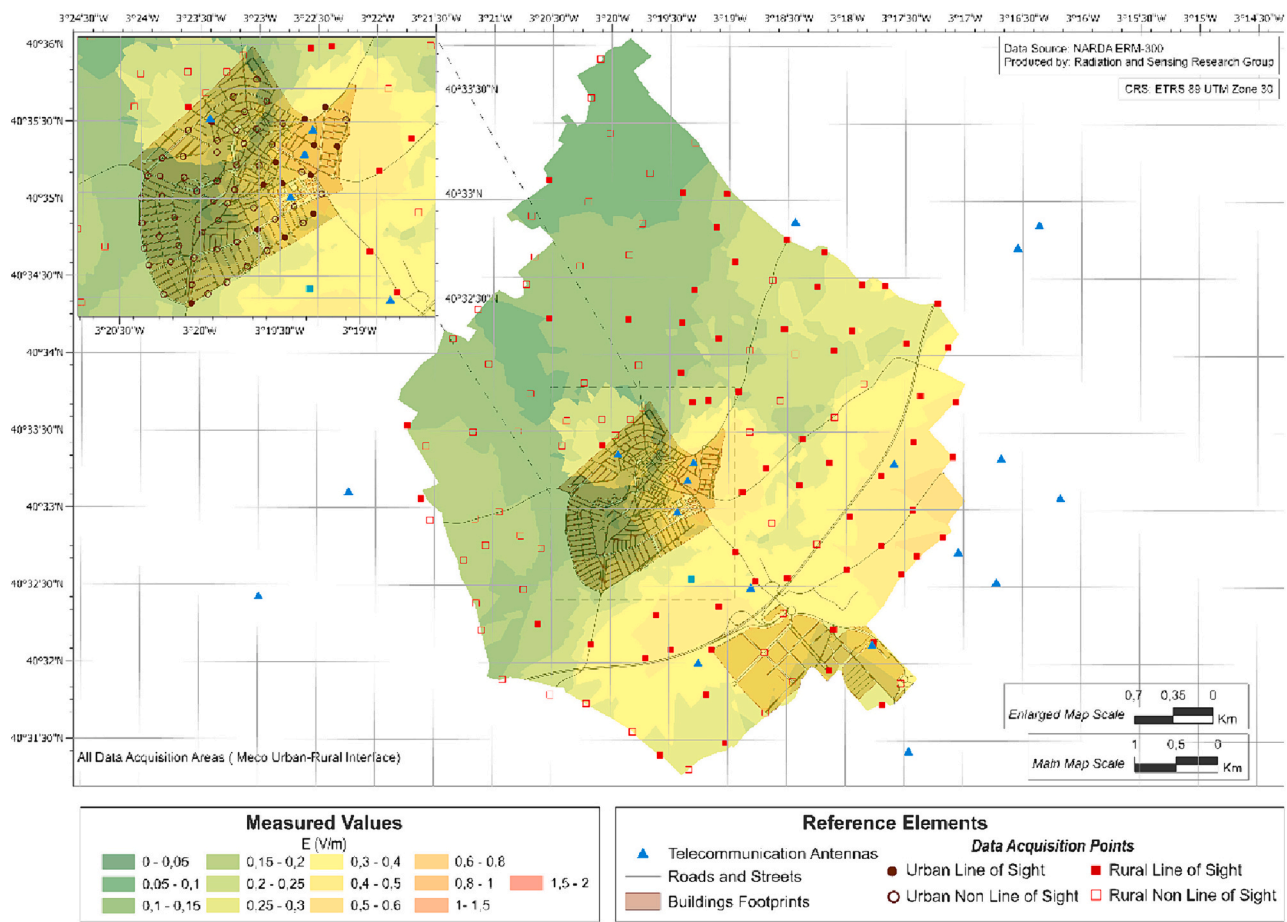 3°24'30"W 3°24'W 3°23'30"W 3°23'W 3°22'30"W 3°22'W 3°21'30"W 3°21'W 3°20'30"W 3°20'W 3°19'30"W 3°19'W 3°18'30"W 3°18'W 3°17'30"W 3°17'W 3°16'30"W 3°16'W 3°15'30"W 3°15'W 3°14'30"W
Data Source: NARDA ERM-300
Produced by: Radiation and Sensing Research Group
CRS: ETRS 89 UTM Zone 30
40°36'N
40°35'30"N
40°35'N
40°34'30"N
40°34'N
40°33'30"N
40°33'N
40°32'30"N
40°32'N
40°31'30"N
40°33'30"N
40°33'N
40°32'30"N
3°20'30"W 3°20'W 3°19'30"W 3°19'W
0,7 0,35 0
Enlarged Map Scale Km
1 0,5 0
Main Map Scale Km
All Data Acquisition Areas ( Meco Urban-Rural Interface)
Measured Values
E (V/m)
0 - 0,05 0,15 - 0,2 0,3 - 0,4 0,6 - 0,8
0,05 - 0,1 0,2 - 0,25 0,4 - 0,5 0,8 - 1 1,5 - 2
0,1 - 0,15 0,25 - 0,3 0,5 - 0,6 1- 1,5
Reference Elements
Data Acquisition Points
Telecommunication Antennas
Roads and Streets
Buildings Footprints
Urban Line of Sight
Urban Non Line of Sight
Rural Line of Sight
Rural Non Line of Sight